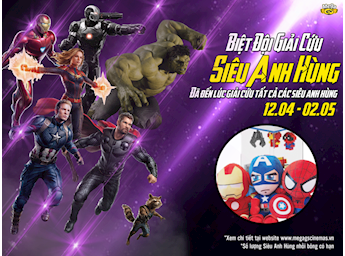 Mega GS
Biệt Đội Giải Cứu
Siêu Anh Hùng
Đã đến lúc giải cứu tất cả các siêu anh hùng
12.04 - 02.05
*Xem chi tiết tại website www.megagscinemas.vn
*Số lượng Siêu Anh Hùng nhồi bông có hạn